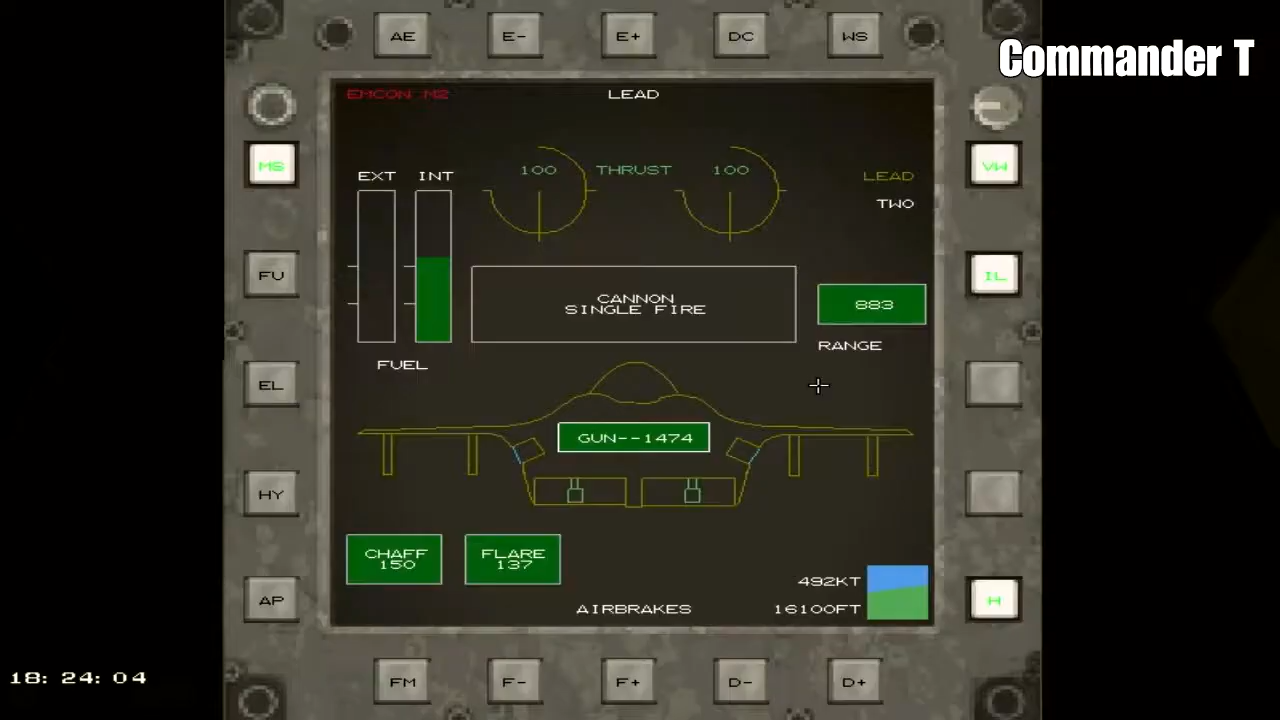 AE E- E+ DC WS
Commander T
EMCON M2 LEAD
MS VW
EXT INT 100 THRUST 100 LEAD
TWO
FU IL
CANNON
SINGLE FIRE
883
RANGE
FUEL
EL
GUN--1474
HY
CHAFF
150
FLARE
137
492KT
AP AIRBRAKES 16100FT H
18:24:04
FM F- F+ D- D+